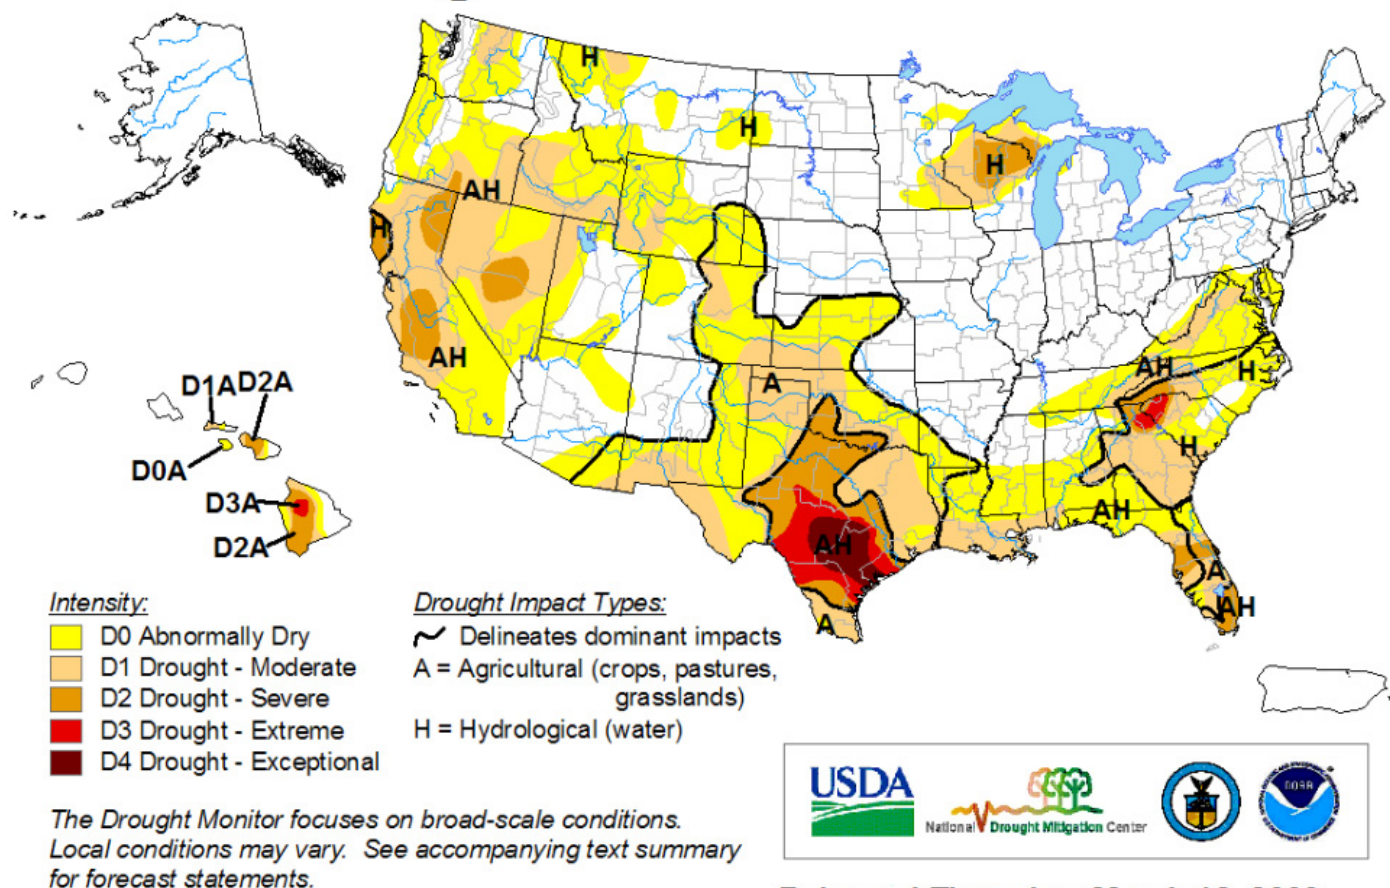 H
H
H
AH
H
AH
A
AH
H
H
AH
AH
A
AH
A
D1A
D2A
D0A
D3A
D2A
Intensity:
D0 Abnormally Dry
D1 Drought - Moderate
D2 Drought - Severe
D3 Drought - Extreme
D4 Drought - Exceptional
Drought Impact Types:
Delineates dominant impacts
A = Agricultural (crops, pastures,
grasslands)
H = Hydrological (water)
The Drought Monitor focuses on broad-scale conditions.
Local conditions may vary. See accompanying text summary
for forecast statements.
USDA
National Drought Mitigation Center